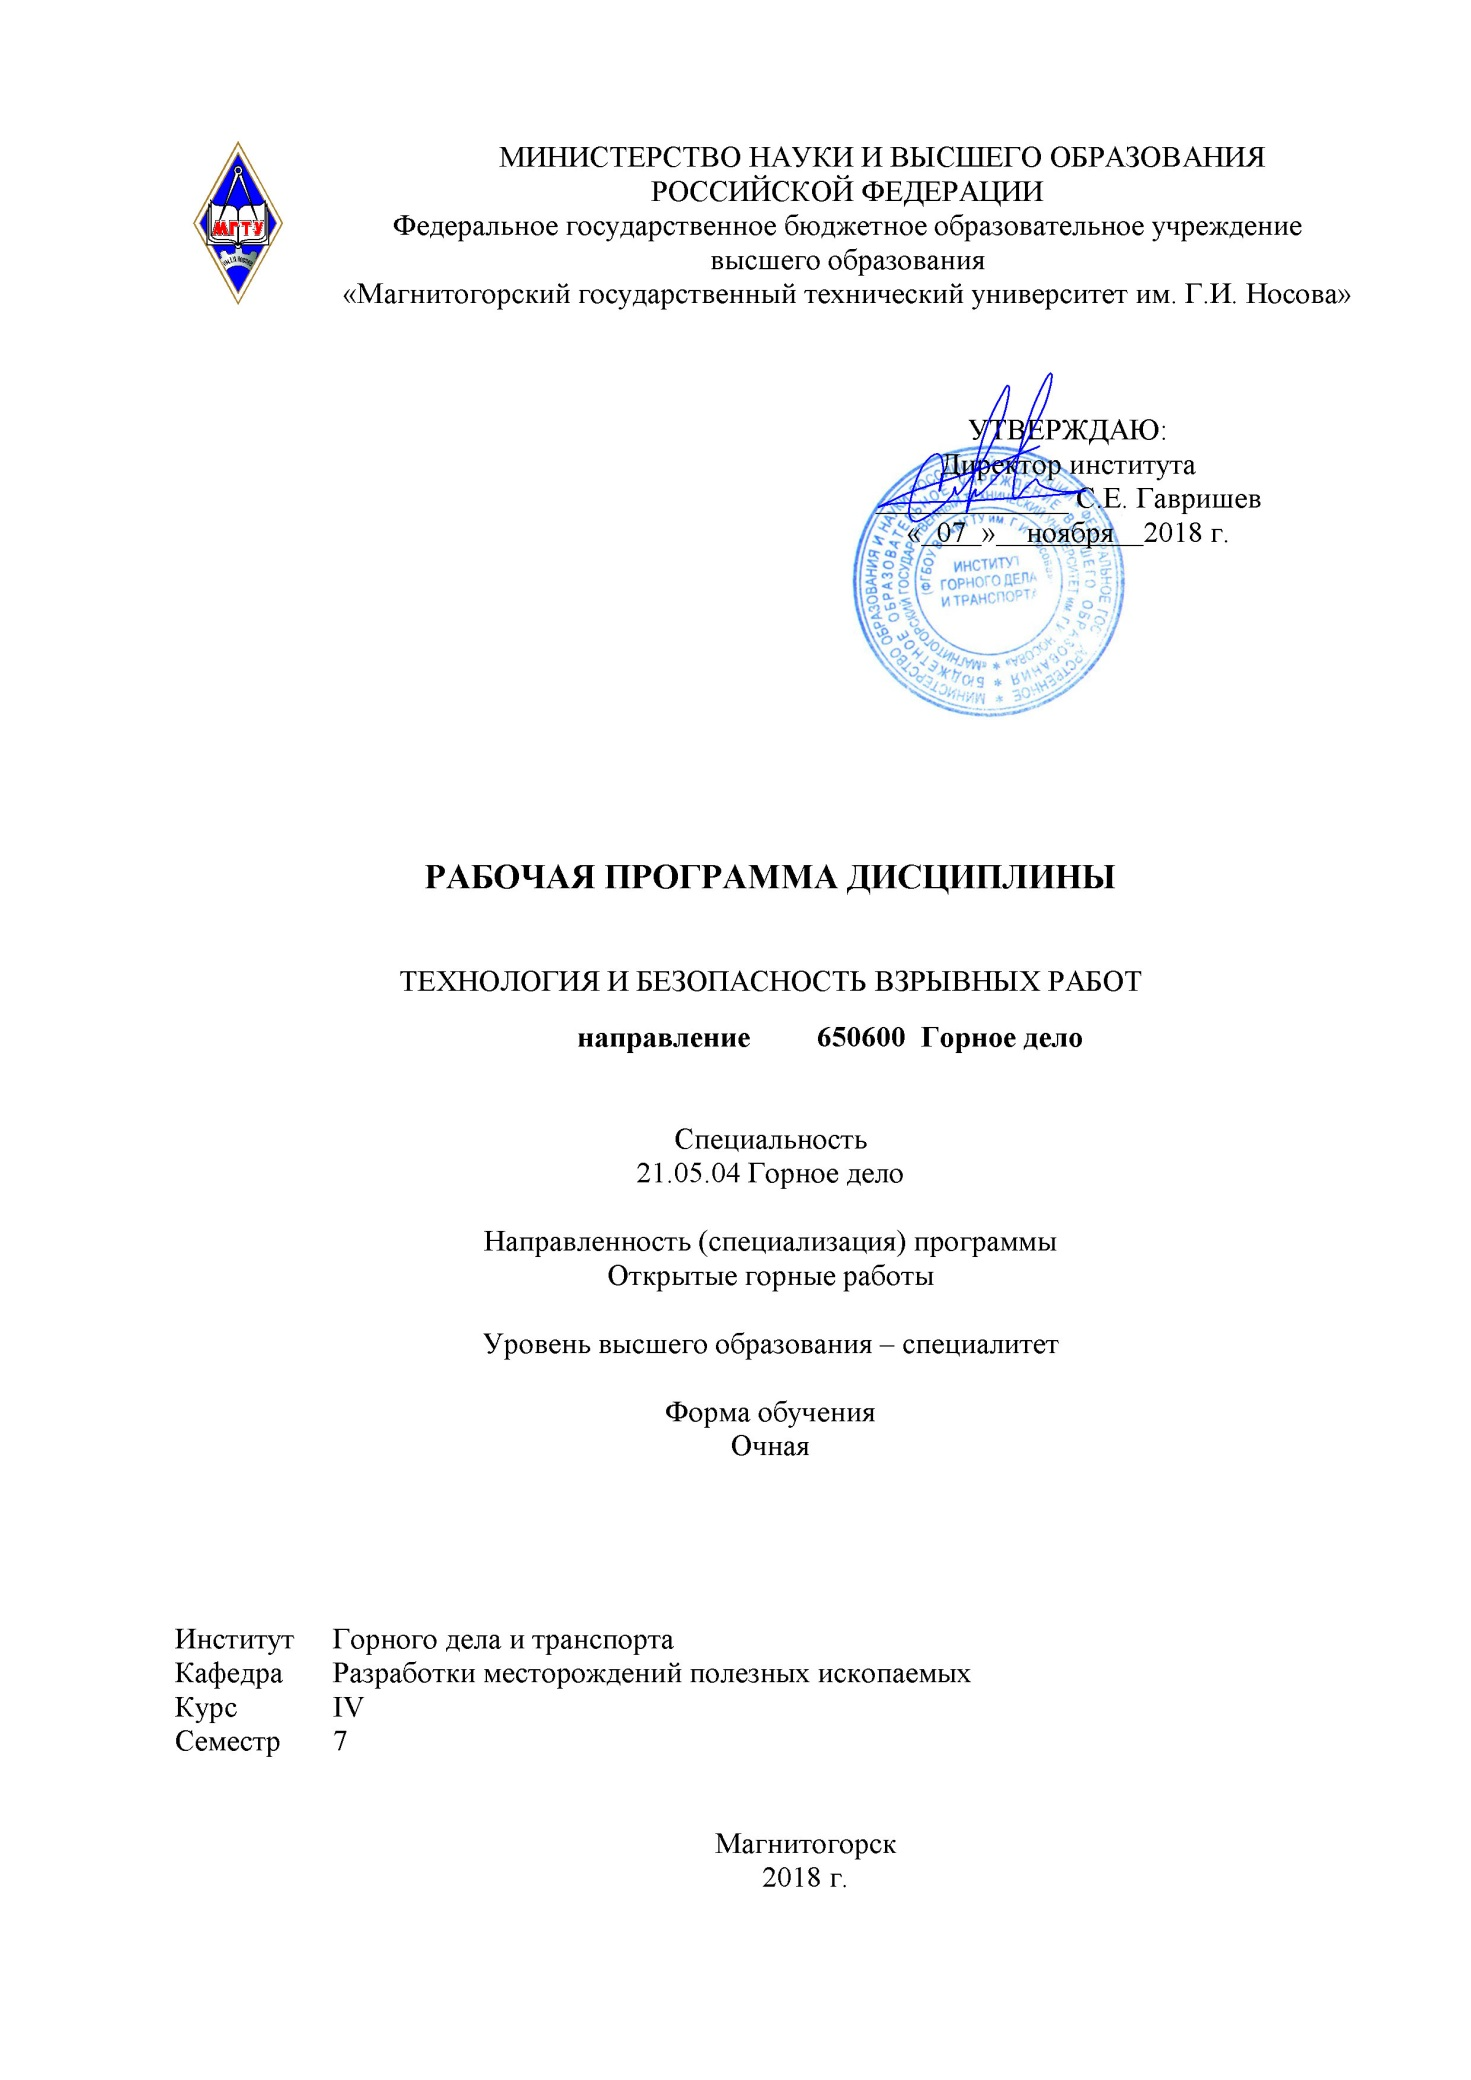 МИНИСТЕРСТВО НАУКИ И ВЫСШЕГО ОБРАЗОВАНИЯ
РОССИЙСКОЙ ФЕДЕРАЦИИ
Федеральное государственное бюджетное образовательное учреждение
высшего образования
«Магнитогорский государственный технический университет им. Г.И. Носова»
МГТУ
УТВЕРЖДАЮ:
Директор института
С.Е. Гавришев
«_07_»__ноября__2018 г.
ИНСТИТУТ
ГОРНОГО ДЕЛА
И ТРАНСПОРТА
РАБОЧАЯ ПРОГРАММА ДИСЦИПЛИНЫ
ТЕХНОЛОГИЯ И БЕЗОПАСНОСТЬ ВЗРЫВНЫХ РАБОТ
направление 650600 Горное дело
Специальность
21.05.04 Горное дело
Направленность (специализация) программы
Открытые горные работы
Уровень высшего образования – специалитет
Форма обучения
Очная
Институт Горного дела и транспорта
Кафедра Разработки месторождений полезных ископаемых
Курс IV
Семестр 7
Магнитогорск
2018 г.